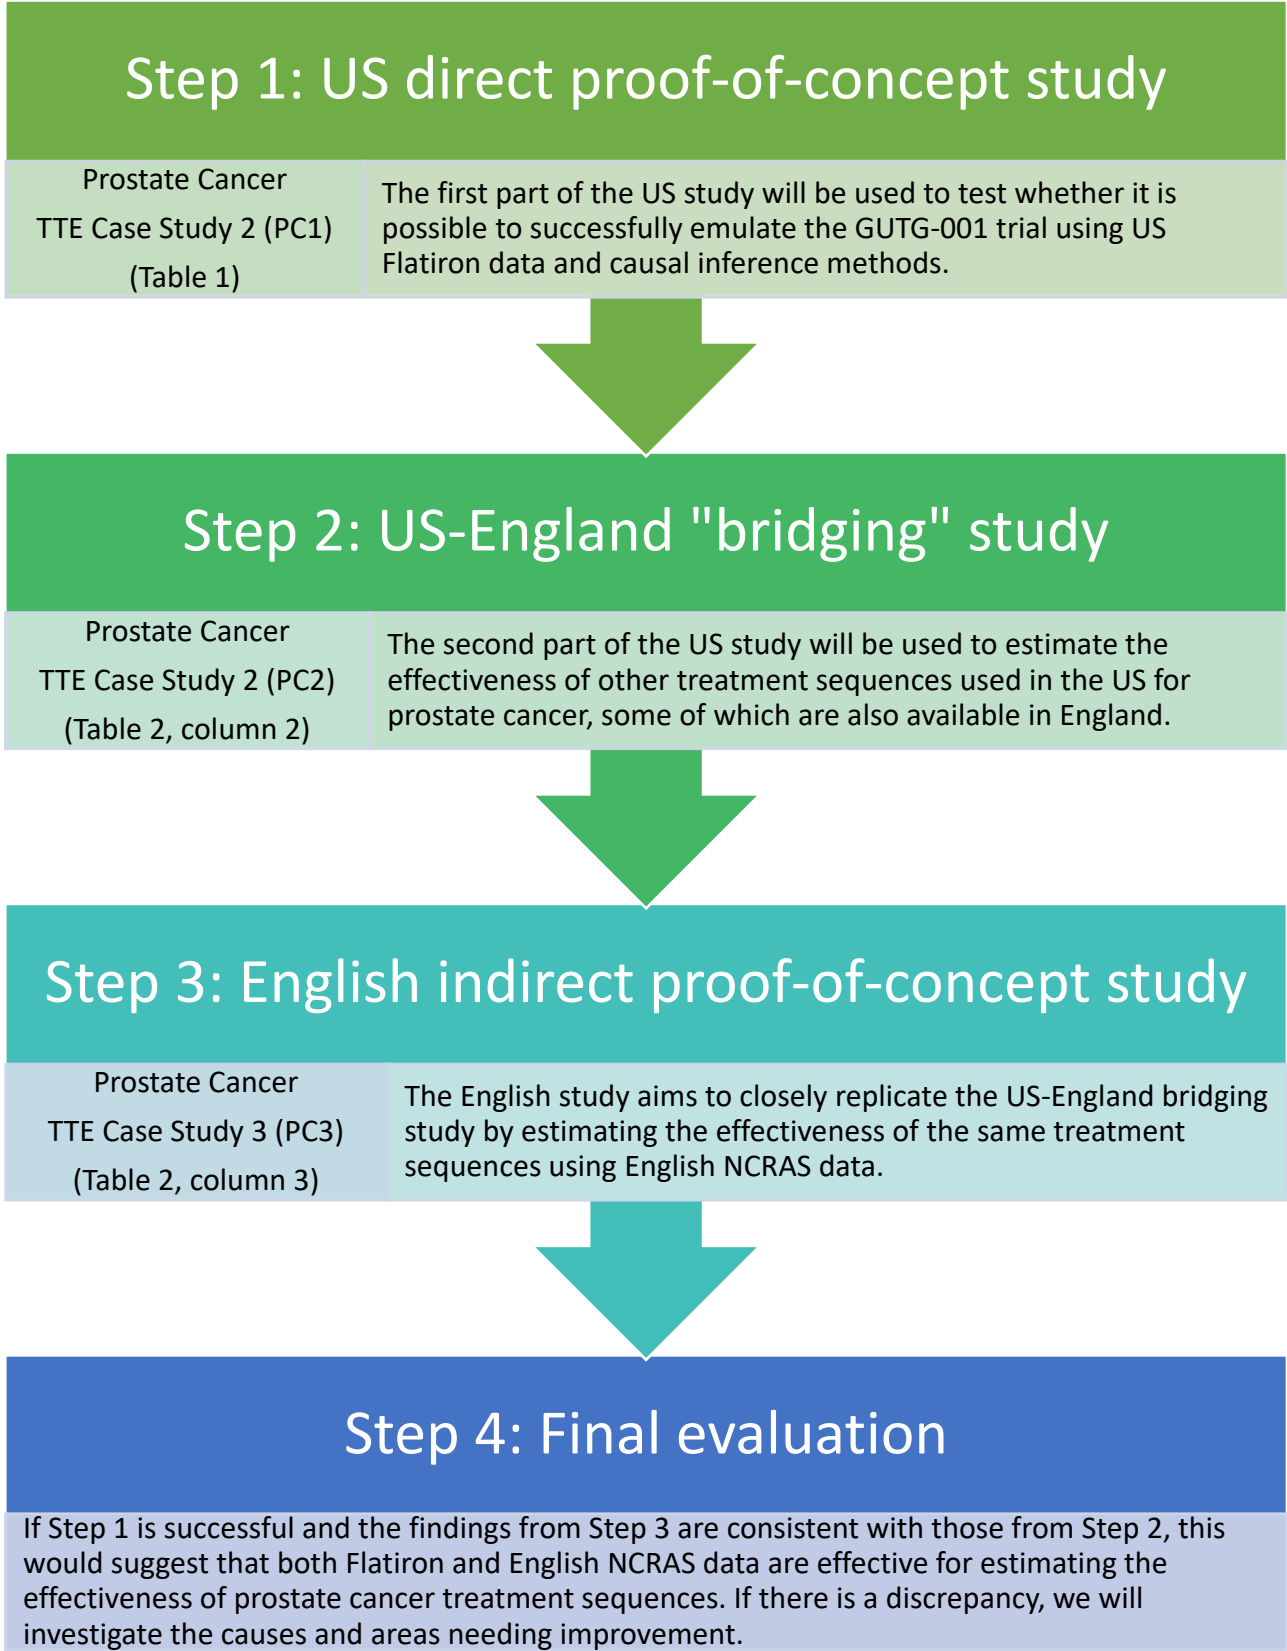 Step 1: US direct proof-of-concept study
Prostate Cancer
TTE Case Study 2 (PC1)
(Table 1)
The first part of the US study will be used to test whether it is
possible to successfully emulate the GUTG-001 trial using US
Flatiron data and causal inference methods.
Step 2: US-England "bridging" study
Prostate Cancer
TTE Case Study 2 (PC2)
(Table 2, column 2)
The second part of the US study will be used to estimate the
effectiveness of other treatment sequences used in the US for
prostate cancer, some of which are also available in England.
Step 3: English indirect proof-of-concept study
Prostate Cancer
TTE Case Study 3 (PC3)
(Table 2, column 3)
The English study aims to closely replicate the US-England bridging
study by estimating the effectiveness of the same treatment
sequences using English NCRAS data.
Step 4: Final evaluation
If Step 1 is successful and the findings from Step 3 are consistent with those from Step 2, this
would suggest that both Flatiron and English NCRAS data are effective for estimating the
effectiveness of prostate cancer treatment sequences. If there is a discrepancy, we will
investigate the causes and areas needing improvement.